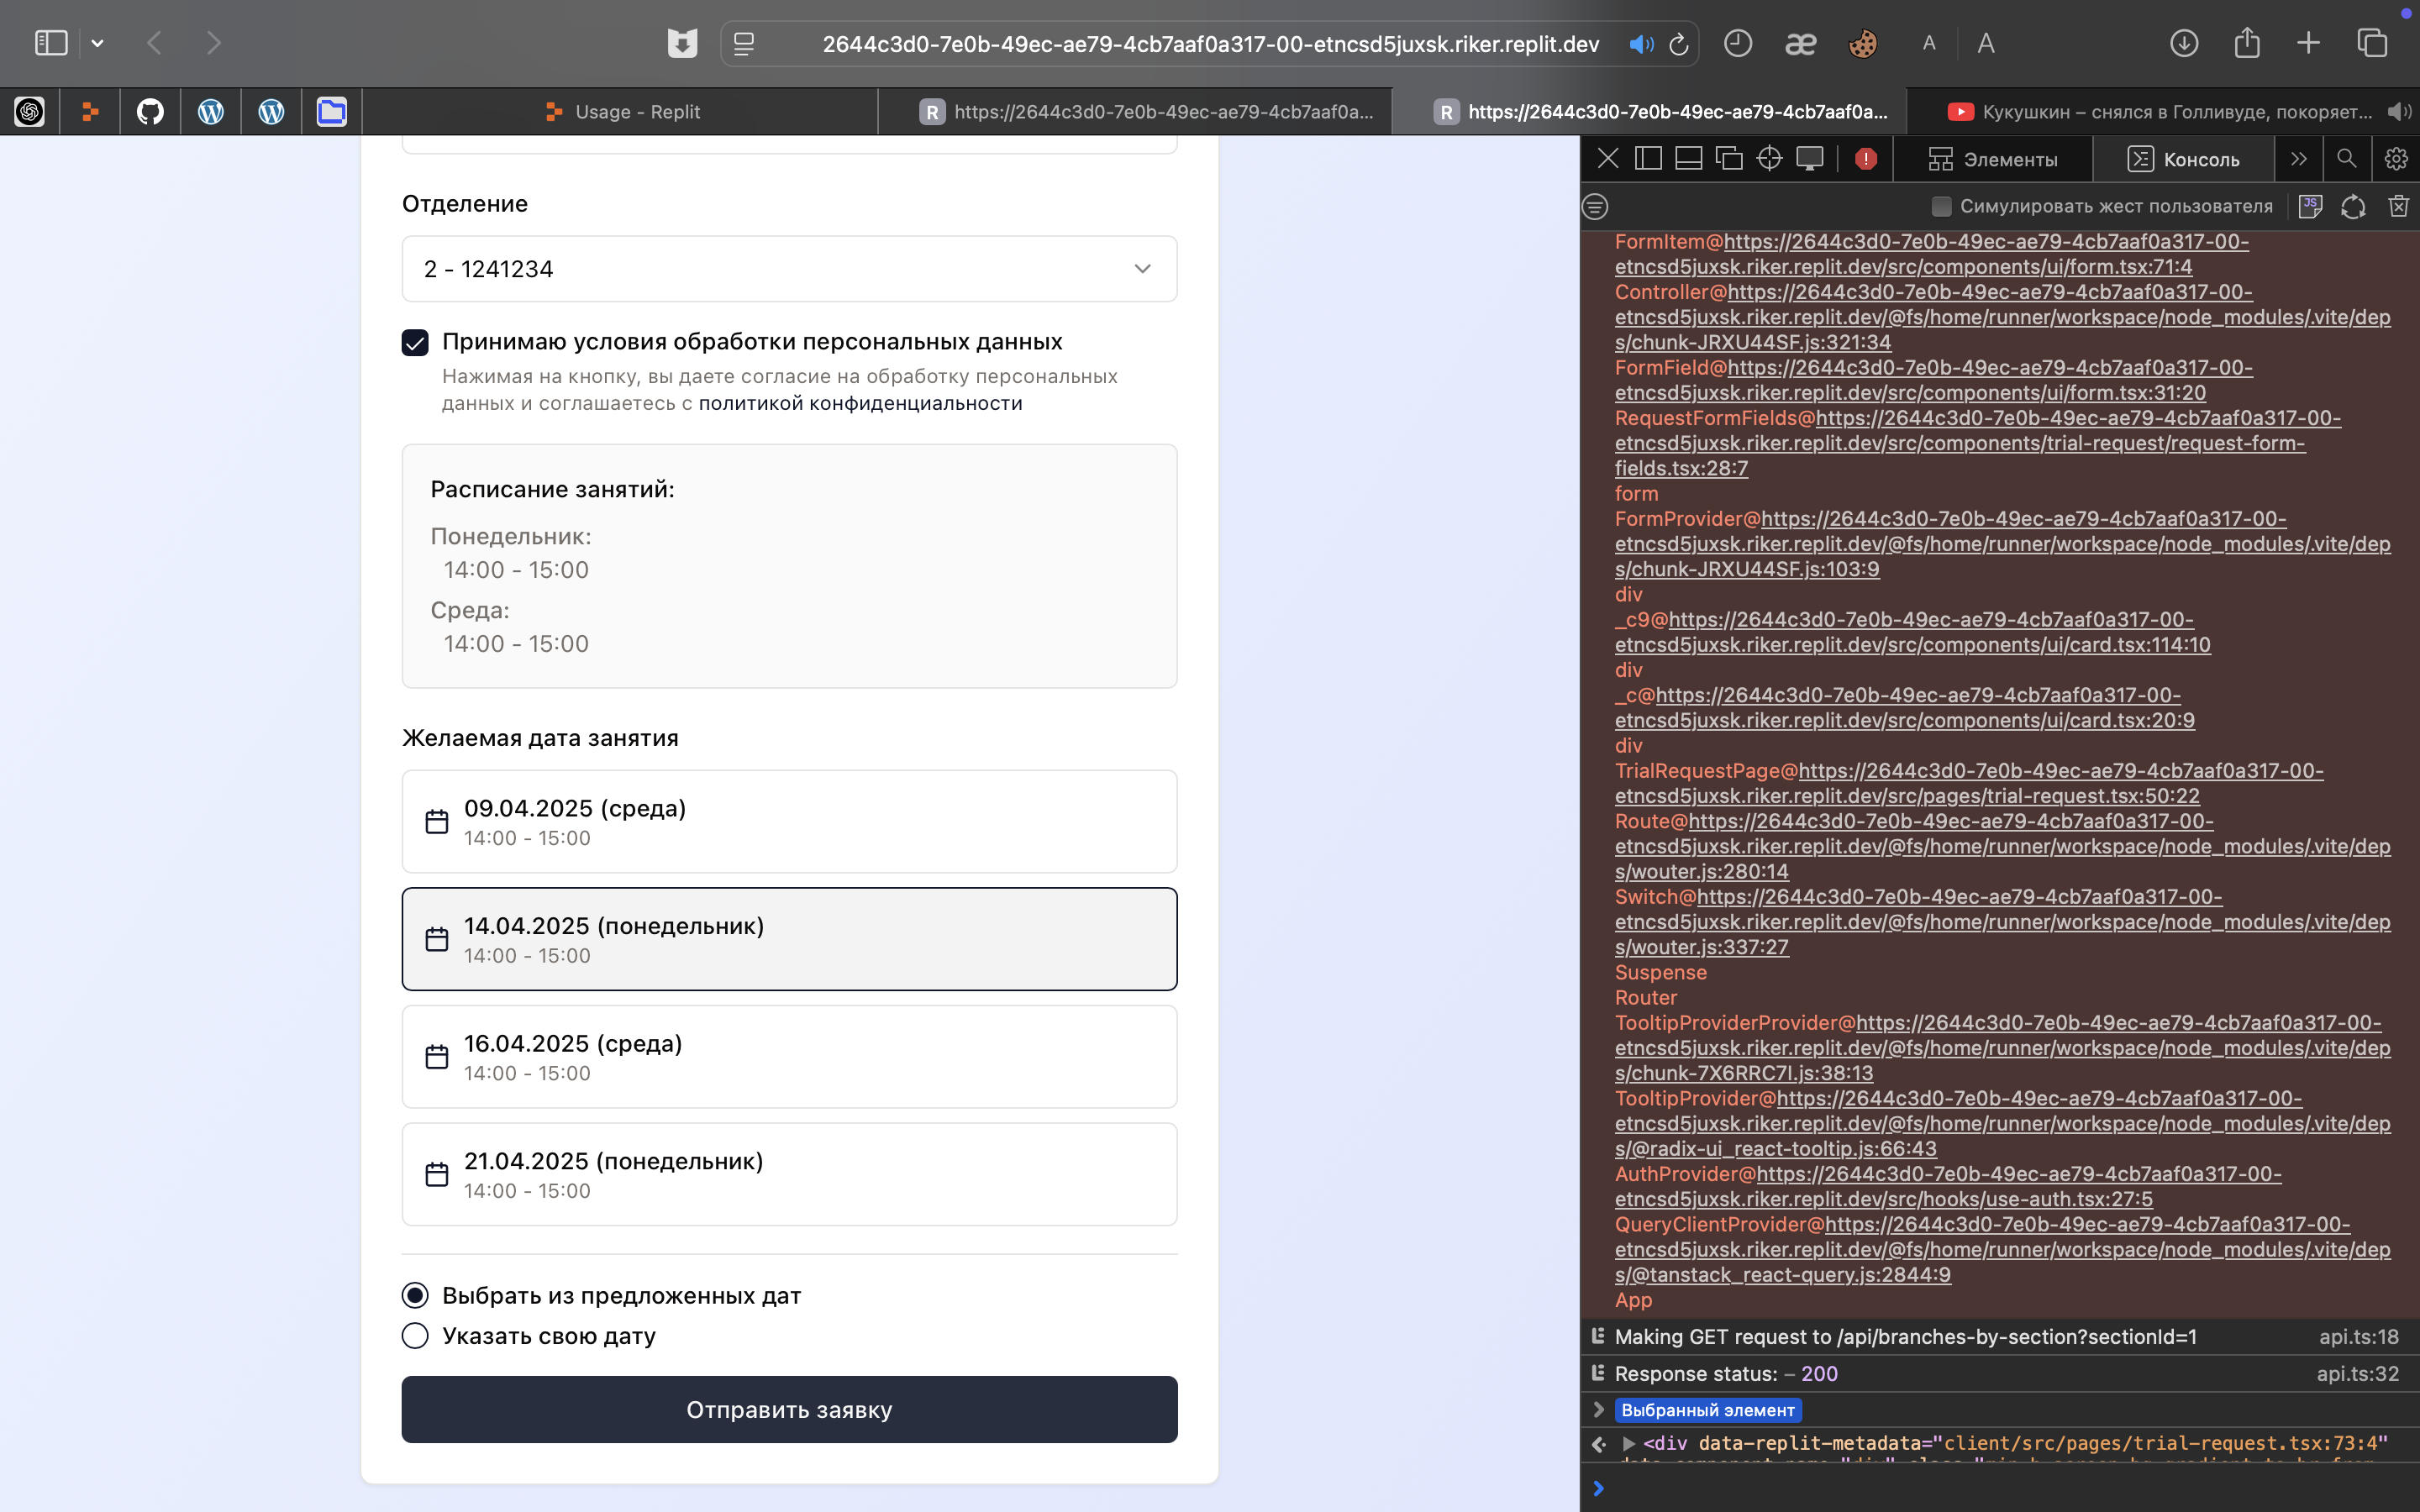 2644c3d0-7e0b-49ec-ae79-4cb7aaf0a317-00-etncsd5juxsk.riker.replit.dev
æ
A
A
Usage - Replit
R https://2644c3d0-7e0b-49ec-ae79-4cb7aaf0a...
R https://2644c3d0-7e0b-49ec-ae79-4cb7aaf0a...
Кукушкин – снялся в Голливуде, покоряет...
Отделение
2 - 1241234
Принимаю условия обработки персональных данных
Нажимая на кнопку, вы даете согласие на обработку персональных
данных и соглашаетесь с политикой конфиденциальности
Расписание занятий:
Понедельник:
14:00 - 15:00
Среда:
14:00 - 15:00
Желаемая дата занятия
09.04.2025 (среда)
14:00 - 15:00
14.04.2025 (понедельник)
14:00 - 15:00
16.04.2025 (среда)
14:00 - 15:00
21.04.2025 (понедельник)
14:00 - 15:00
Выбрать из предложенных дат
Указать свою дату
Отправить заявку
Элементы
Консоль
Симулировать жест пользователя
JS
FormItem@https://2644c3d0-7e0b-49ec-ae79-4cb7aaf0a317-00-
etncsd5juxsk.riker.replit.dev/src/components/ui/form.tsx:71:4
Controller@https://2644c3d0-7e0b-49ec-ae79-4cb7aaf0a317-00-
etncsd5juxsk.riker.replit.dev/@fs/home/runner/workspace/node_modules/.vite/dep
s/chunk-JRXU44SF.js:321:34
FormField@https://2644c3d0-7e0b-49ec-ae79-4cb7aaf0a317-00-
etncsd5juxsk.riker.replit.dev/src/components/ui/form.tsx:31:20
RequestFormFields@https://2644c3d0-7e0b-49ec-ae79-4cb7aaf0a317-00-
etncsd5juxsk.riker.replit.dev/src/components/trial-request/request-form-
fields.tsx:28:7
form
FormProvider@https://2644c3d0-7e0b-49ec-ae79-4cb7aaf0a317-00-
etncsd5juxsk.riker.replit.dev/@fs/home/runner/workspace/node_modules/.vite/dep
s/chunk-JRXU44SF.js:103:9
div
_c9@https://2644c3d0-7e0b-49ec-ae79-4cb7aaf0a317-00-
etncsd5juxsk.riker.replit.dev/src/components/ui/card.tsx:114:10
div
_c@https://2644c3d0-7e0b-49ec-ae79-4cb7aaf0a317-00-
etncsd5juxsk.riker.replit.dev/src/components/ui/card.tsx:20:9
div
TrialRequestPage@https://2644c3d0-7e0b-49ec-ae79-4cb7aaf0a317-00-
etncsd5juxsk.riker.replit.dev/src/pages/trial-request.tsx:50:22
Route@https://2644c3d0-7e0b-49ec-ae79-4cb7aaf0a317-00-
etncsd5juxsk.riker.replit.dev/@fs/home/runner/workspace/node_modules/.vite/dep
s/wouter.js:280:14
Switch@https://2644c3d0-7e0b-49ec-ae79-4cb7aaf0a317-00-
etncsd5juxsk.riker.replit.dev/@fs/home/runner/workspace/node_modules/.vite/dep
s/wouter.js:337:27
Suspense
Router
TooltipProviderProvider@https://2644c3d0-7e0b-49ec-ae79-4cb7aaf0a317-00-
etncsd5juxsk.riker.replit.dev/@fs/home/runner/workspace/node_modules/.vite/dep
s/chunk-7X6RRC7I.js:38:13
TooltipProvider@https://2644c3d0-7e0b-49ec-ae79-4cb7aaf0a317-00-
etncsd5juxsk.riker.replit.dev/@fs/home/runner/workspace/node_modules/.vite/dep
s/@radix-ui_react-tooltip.js:66:43
AuthProvider@https://2644c3d0-7e0b-49ec-ae79-4cb7aaf0a317-00-
etncsd5juxsk.riker.replit.dev/src/hooks/use-auth.tsx:27:5
QueryClientProvider@https://2644c3d0-7e0b-49ec-ae79-4cb7aaf0a317-00-
etncsd5juxsk.riker.replit.dev/@fs/home/runner/workspace/node_modules/.vite/dep
s/@tanstack_react-query.js:2844:9
App
Making GET request to /api/branches-by-section?sectionId=1 api.ts:18
Response status: – 200 api.ts:32
Выбранный элемент
<div data-replit-metadata="client/src/pages/trial-request.tsx:73:4"